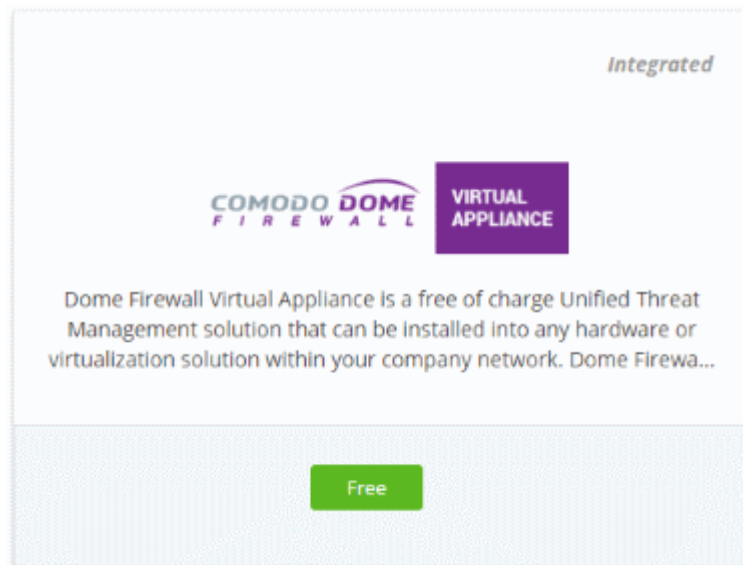 Integrated
COMODO DOME
FIREWALL
VIRTUAL
APPLIANCE
Dome Firewall Virtual Appliance is a free of charge Unified Threat
Management solution that can be installed into any hardware or
virtualization solution within your company network. Dome Firewa...
Free